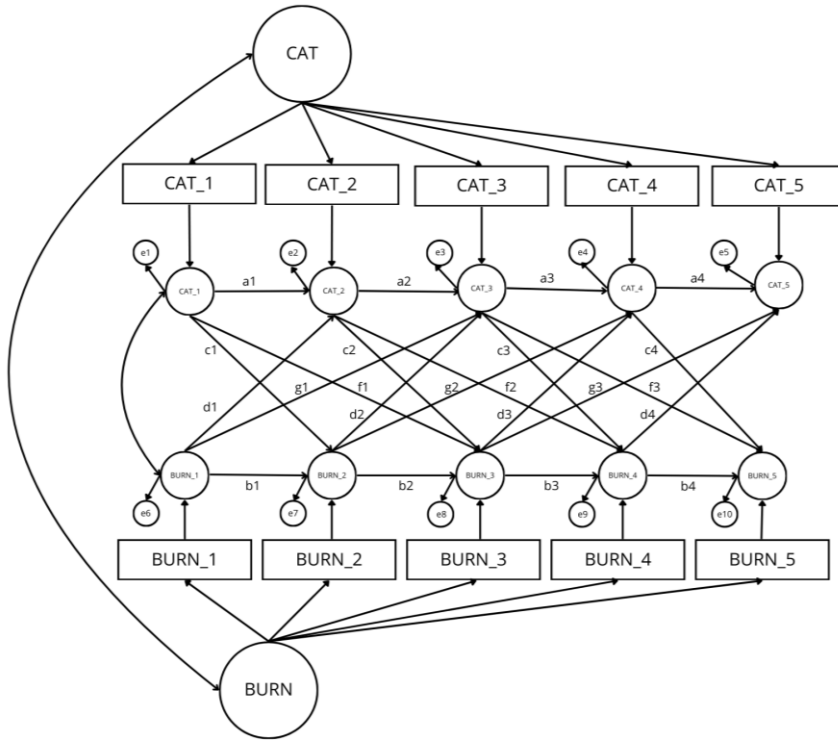 CAT
CAT_1 CAT_2 CAT_3 CAT_4 CAT_5
e1 e2 e3 e4 e5
a1 a2 a3 a4
CAT_1 CAT_2 CAT_3 CAT_4 CAT_5
c1 c2 c3 c4
g1 f1 g2 f2 g3 f3
d1 d2 d3 d4
BURN_1 BURN_2 BURN_3 BURN_4 BURN_5
b1 b2 b3 b4
e6 e7 e8 e9 e10
BURN_1 BURN_2 BURN_3 BURN_4 BURN_5
BURN